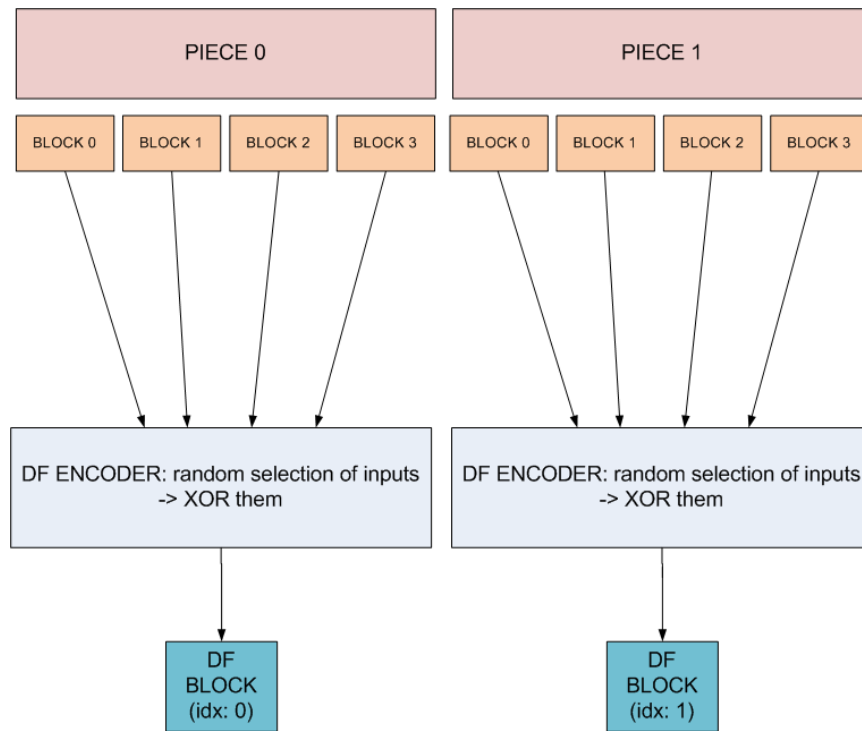 PIECE 0
PIECE 1
BLOCK 0
BLOCK 1
BLOCK 2
BLOCK 3
BLOCK 0
BLOCK 1
BLOCK 2
BLOCK 3
DF ENCODER: random selection of inputs
-> XOR them
DF ENCODER: random selection of inputs
-> XOR them
DF
BLOCK
(idx: 0)
DF
BLOCK
(idx: 1)